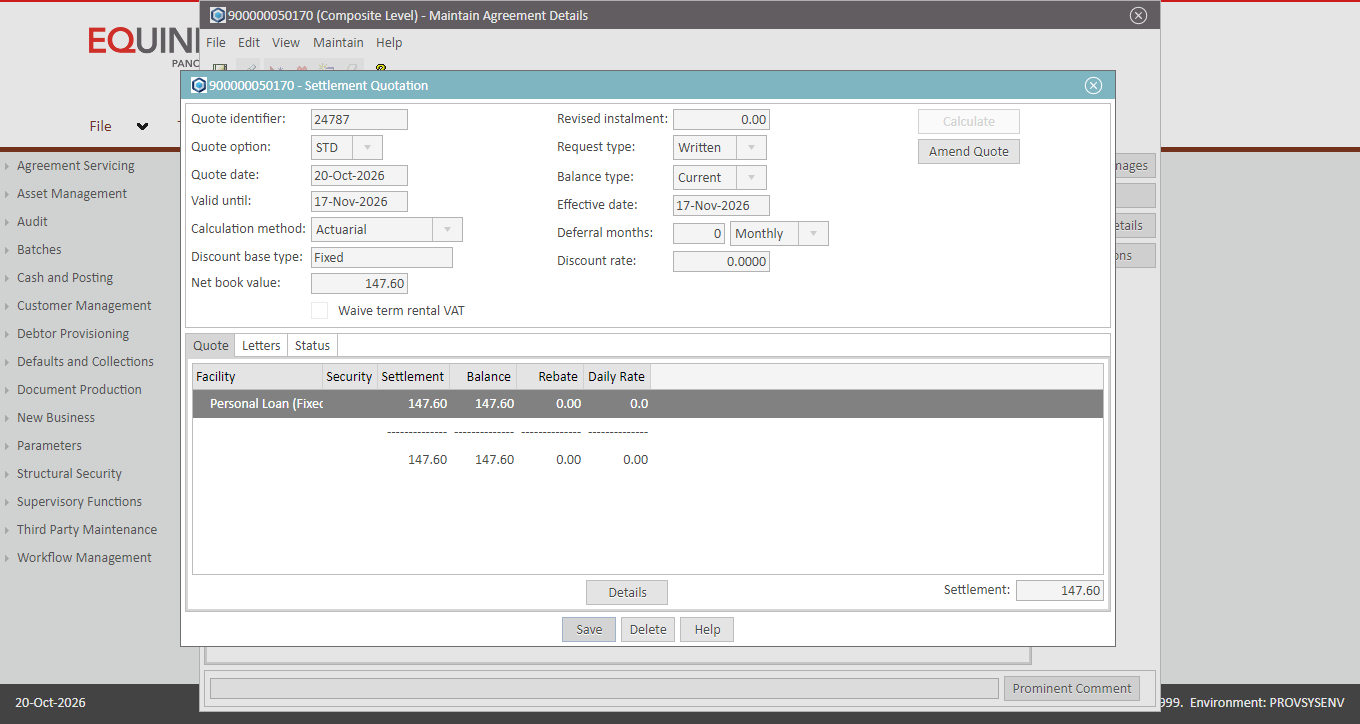 900000050170 (Composite Level) - Maintain Agreement Details
EQUINI
PANC
File Edit View Maintain Help
900000050170 - Settlement Quotation
File
Agreement Servicing
Asset Management
Audit
Batches
Cash and Posting
Customer Management
Debtor Provisioning
Defaults and Collections
Document Production
New Business
Parameters
Structural Security
Supervisory Functions
Third Party Maintenance
Workflow Management
Quote identifier: 24787
Quote option: STD
Quote date: 20-Oct-2026
Valid until: 17-Nov-2026
Calculation method: Actuarial
Discount base type: Fixed
Net book value: 147.60
Waive term rental VAT
Revised instalment: 0.00
Request type: Written
Balance type: Current
Effective date: 17-Nov-2026
Deferral months: 0 Monthly
Discount rate: 0.0000
Calculate
Amend Quote
nages
etails
ons
Quote Letters Status
Facility Security Settlement Balance Rebate Daily Rate
Personal Loan (Fixed 147.60 147.60 0.00 0.0
-------------- -------------- -------------- --------------
147.60 147.60 0.00 0.00
Details
Settlement: 147.60
Save Delete Help
Prominent Comment
20-Oct-2026
999. Environment: PROVSYSENV